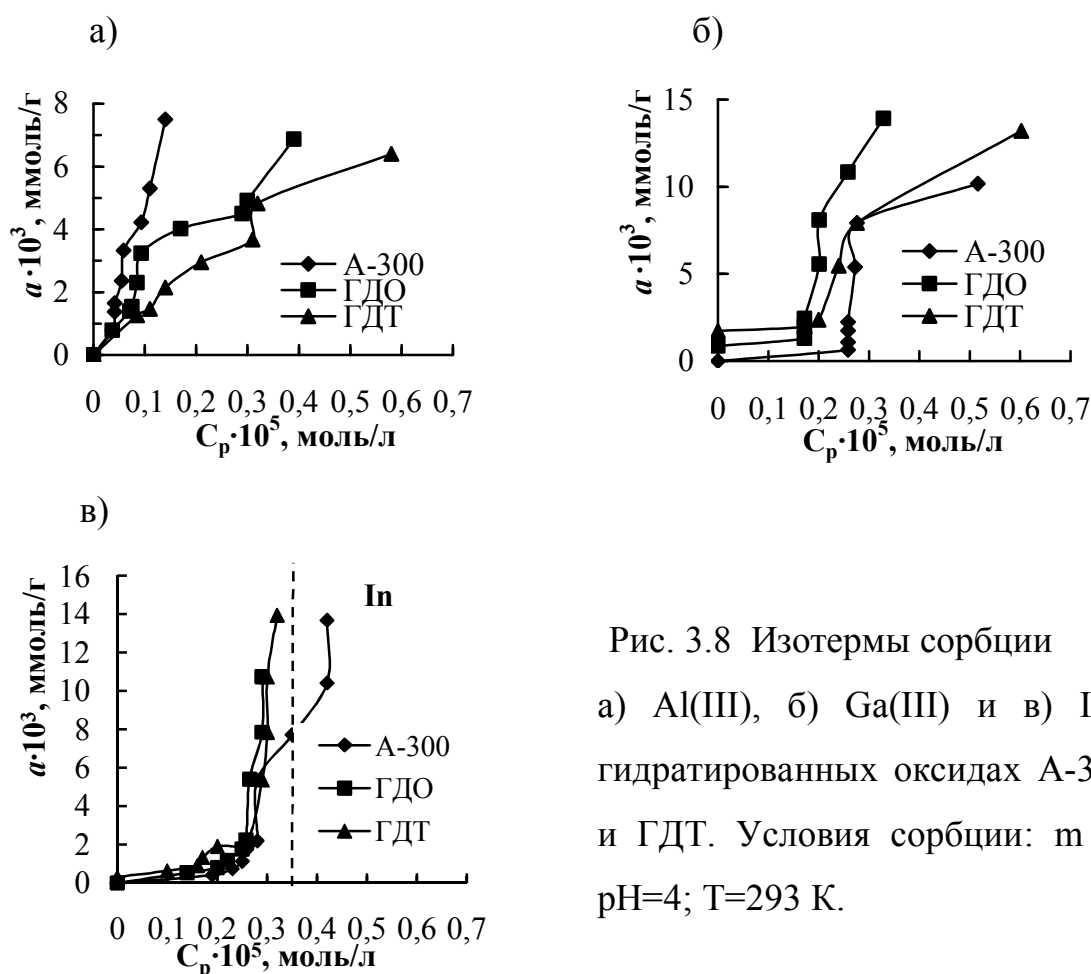 а)
a·10³, ммоль/г
8
6
4
2
0
А-300
ГДО
ГДТ
0 0,1 0,2 0,3 0,4 0,5 0,6 0,7
Cр·10⁵, моль/л
б)
a·10³, ммоль/г
15
10
5
0
А-300
ГДО
ГДТ
0 0,1 0,2 0,3 0,4 0,5 0,6 0,7
Cр·10⁵, моль/л
в)
a·10³, ммоль/г
16
14
12
10
8
6
4
2
0
In
А-300
ГДО
ГДТ
0 0,1 0,2 0,3 0,4 0,5 0,6 0,7
Cр·10⁵, моль/л
Рис. 3.8 Изотермы сорбции
а) Al(III), б) Ga(III) и в) I
гидратированных оксидах А-3
и ГДТ. Условия сорбции: m
pH=4; T=293 К.